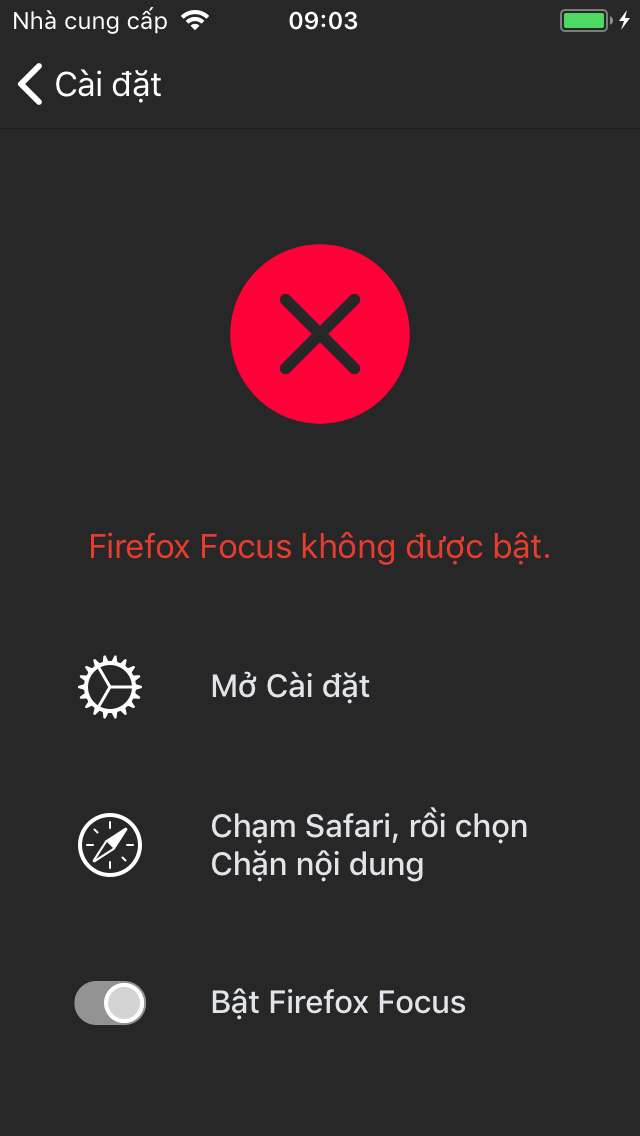 Nhà cung cấp 09:03
Cài đặt
Firefox Focus không được bật.
Mở Cài đặt
Chạm Safari, rồi chọn
Chặn nội dung
Bật Firefox Focus